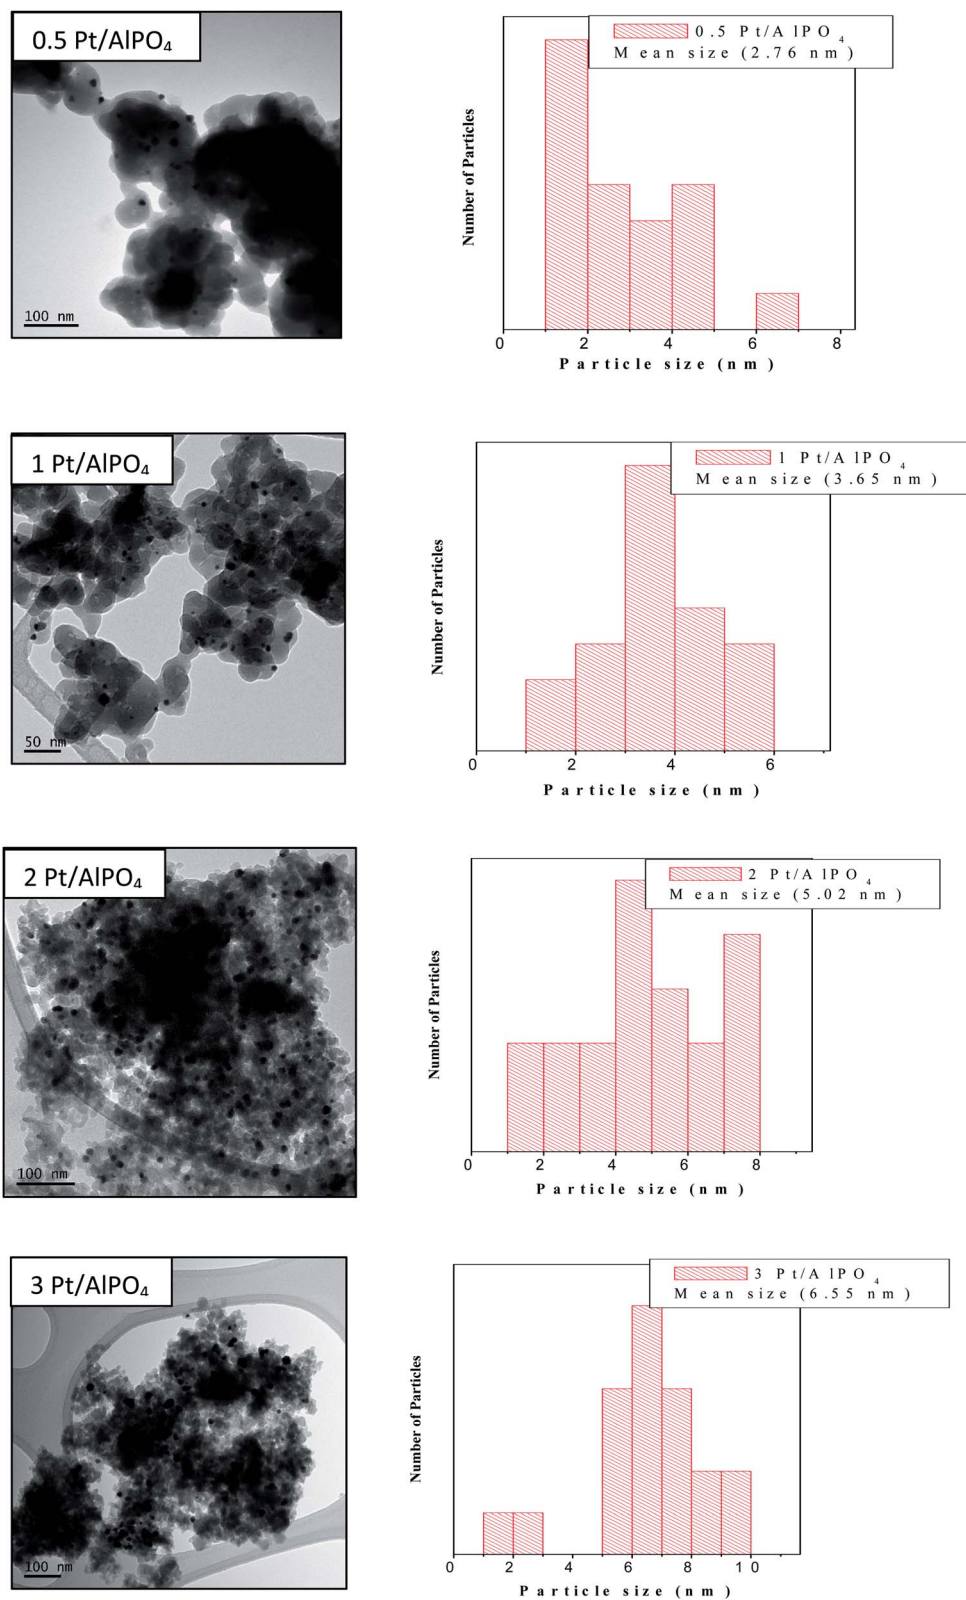 0.5 Pt/AlPO₄
100 nm
0.5 Pt/AlPO₄
Mean size (2.76 nm)
Number of Particles
0 2 4 6 8
Particle size (nm)
1 Pt/AlPO₄
50 nm
1 Pt/AlPO₄
Mean size (3.65 nm)
Number of Particles
0 2 4 6
Particle size (nm)
2 Pt/AlPO₄
100 nm
2 Pt/AlPO₄
Mean size (5.02 nm)
Number of Particles
0 2 4 6 8
Particle size (nm)
3 Pt/AlPO₄
100 nm
3 Pt/AlPO₄
Mean size (6.55 nm)
Number of Particles
0 2 4 6 8 10
Particle size (nm)